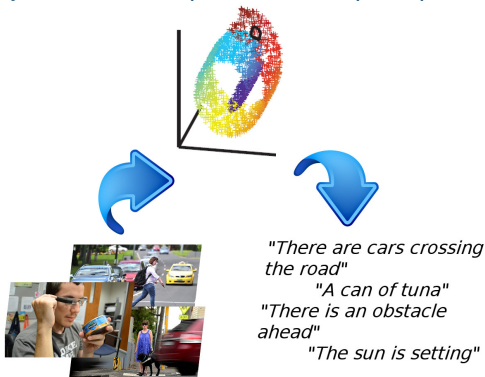 "There are cars crossing
the road"
"A can of tuna"
"There is an obstacle
ahead"
"The sun is setting"